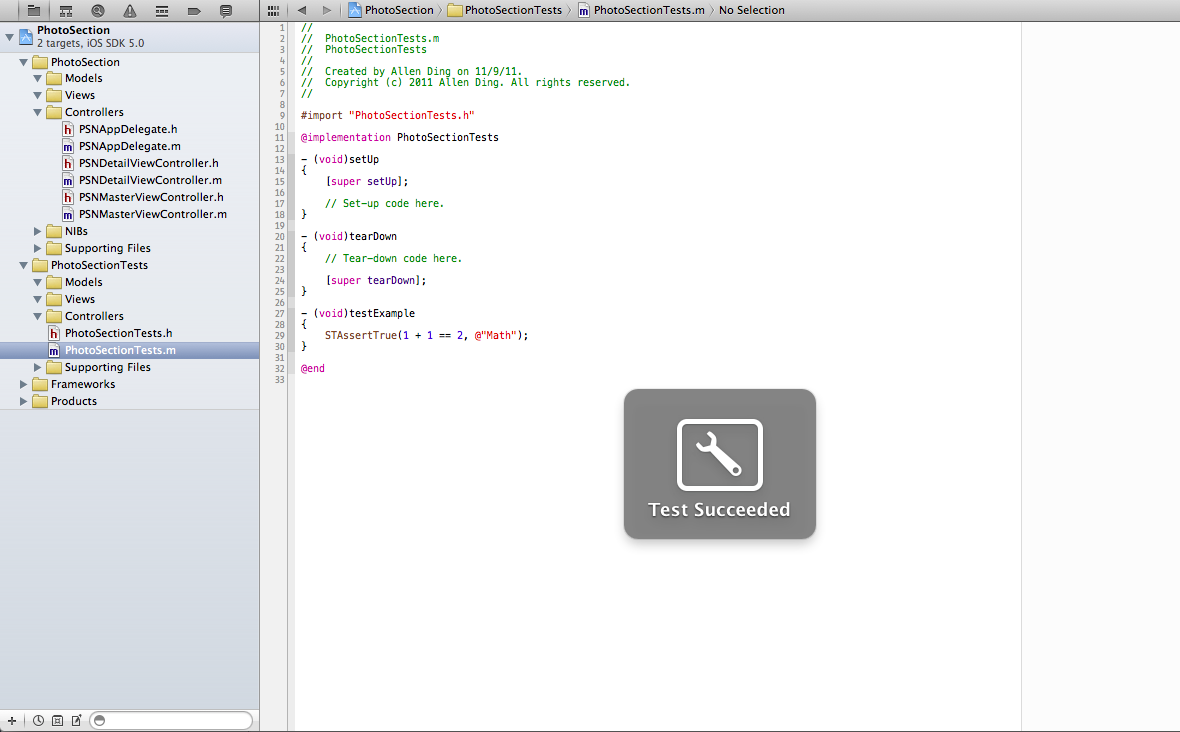 PhotoSection
2 targets, iOS SDK 5.0
PhotoSection
Models
Views
Controllers
h PSNAppDelegate.h
m PSNAppDelegate.m
h PSNDetailViewController.h
m PSNDetailViewController.m
h PSNMasterViewController.h
m PSNMasterViewController.m
NIBs
Supporting Files
PhotoSectionTests
Models
Views
Controllers
h PhotoSectionTests.h
m PhotoSectionTests.m
Supporting Files
Frameworks
Products
PhotoSection PhotoSectionTests m PhotoSectionTests.m No Selection
1 //
2 //  PhotoSectionTests.m
3 //  PhotoSectionTests
4 //
5 //  Created by Allen Ding on 11/9/11.
6 //  Copyright (c) 2011 Allen Ding. All rights reserved.
7 //
8
9 #import "PhotoSectionTests.h"
10
11 @implementation PhotoSectionTests
12
13 - (void)setUp
14 {
15     [super setUp];
16
17     // Set-up code here.
18 }
19
20 - (void)tearDown
21 {
22     // Tear-down code here.
23
24     [super tearDown];
25 }
26
27 - (void)testExample
28 {
29     STAssertTrue(1 + 1 == 2, @"Math");
30 }
31
32 @end
33
Test Succeeded